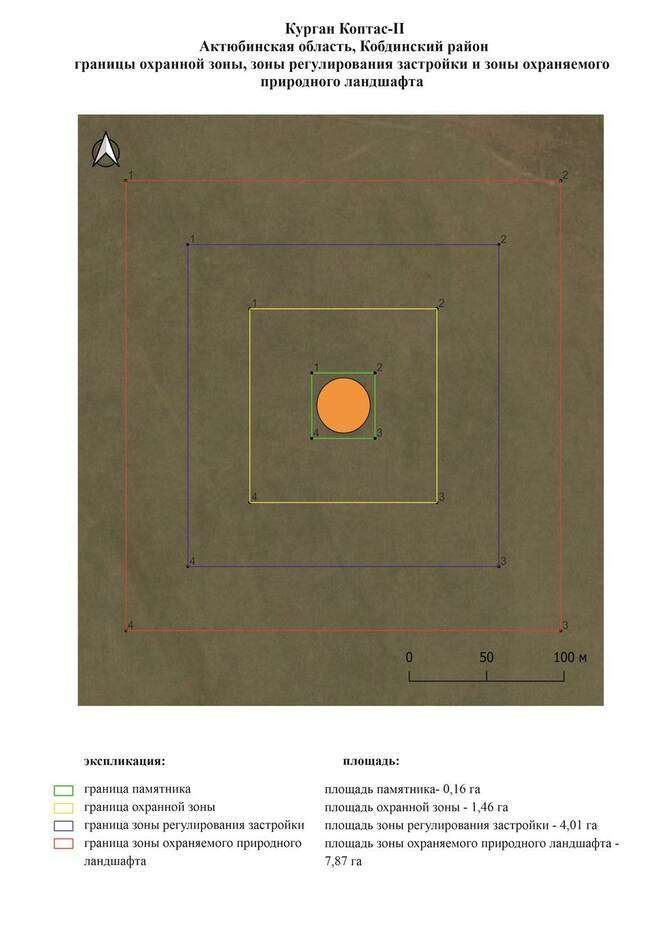 Курган Коптас-II
Актюбинская область, Кобдинский район
границы охранной зоны, зоны регулирования застройки и зоны охраняемого
природного ландшафта
1
2
1
2
1
2
1
2
4
3
4
3
4
3
4
3
0 50 100 м
экспликация:
площадь:
граница памятника
площадь памятника- 0,16 га
граница охранной зоны
площадь охранной зоны - 1,46 га
граница зоны регулирования застройки
площадь зоны регулирования застройки - 4,01 га
граница зоны охраняемого природного
ландшафта
площадь зоны охраняемого природного ландшафта -
7,87 га